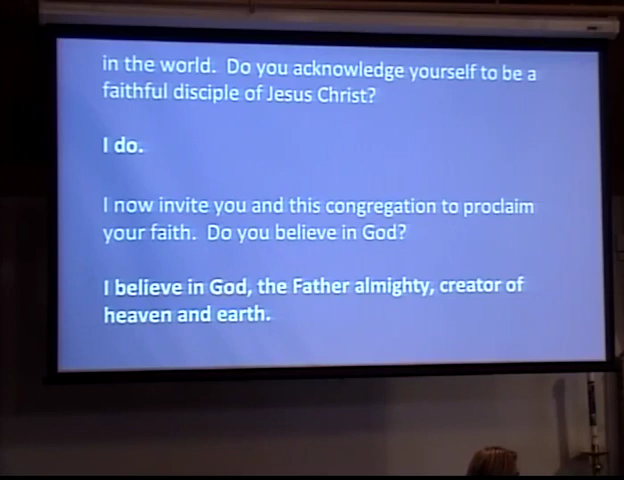 in the world.  Do you acknowledge yourself to be a
faithful disciple of Jesus Christ?
I do.
I now invite you and this congregation to proclaim
your faith.  Do you believe in God?
I believe in God, the Father almighty, creator of
heaven and earth.